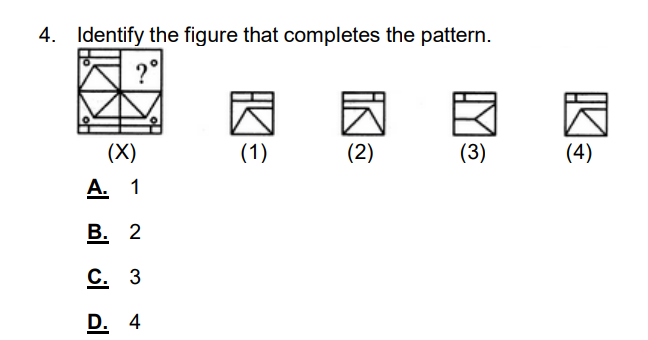 4. Identify the figure that completes the pattern.
?
(X) (1) (2) (3) (4)
A. 1
B. 2
C. 3
D. 4